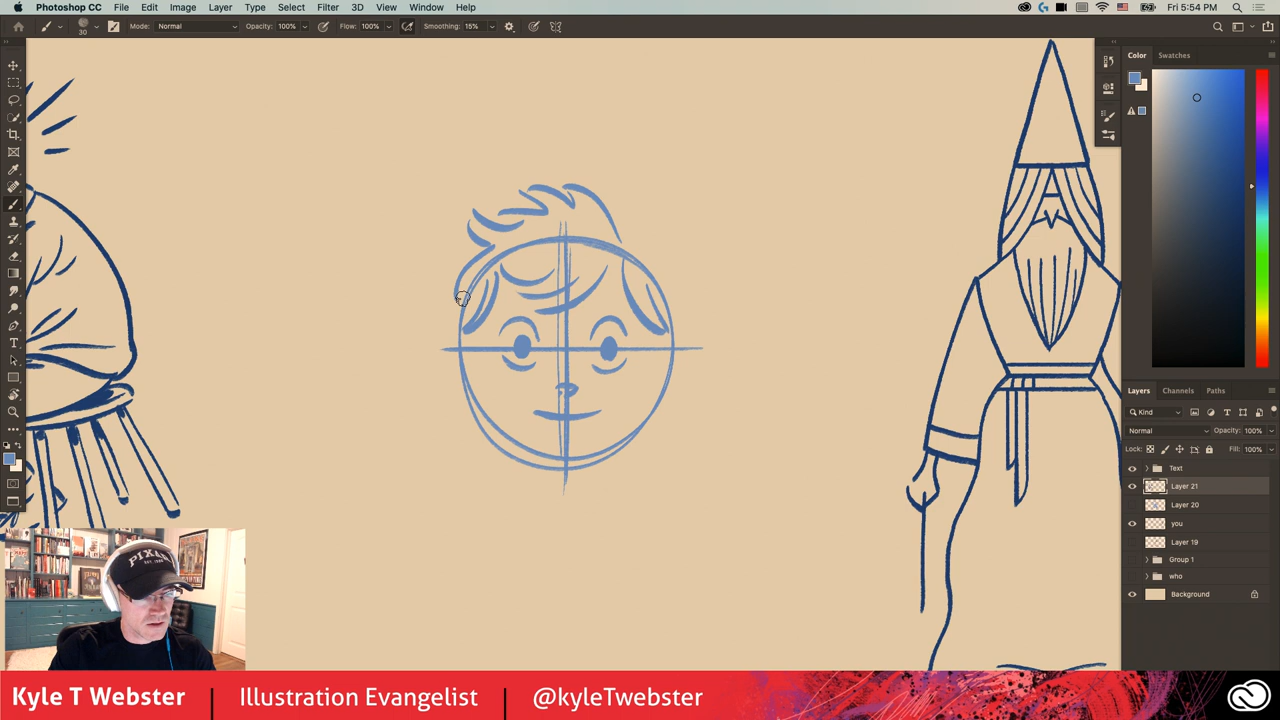 Photoshop CC File Edit Image Layer Type Select Filter 3D View Window Help Fri 5:54 PM
30 Mode: Normal Opacity: 100% Flow: 100% Smoothing: 15%
Color Swatches
Layers Channels Paths
Kind
Normal Opacity: 100%
Lock: Fill: 100%
Text
Layer 21
Layer 20
you
Layer 19
Group 1
who
Background
PIXAR
Kyle T Webster | Illustration Evangelist | @kyleTwebster